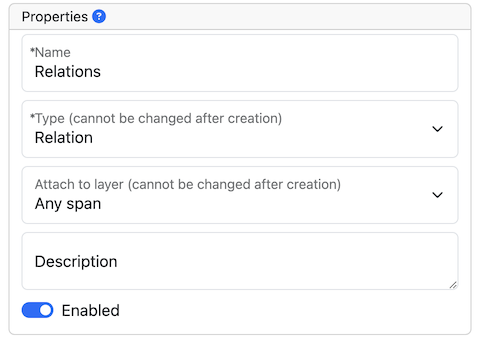 Properties ?
*Name
Relations
*Type (cannot be changed after creation)
Relation
Attach to layer (cannot be changed after creation)
Any span
Description
Enabled